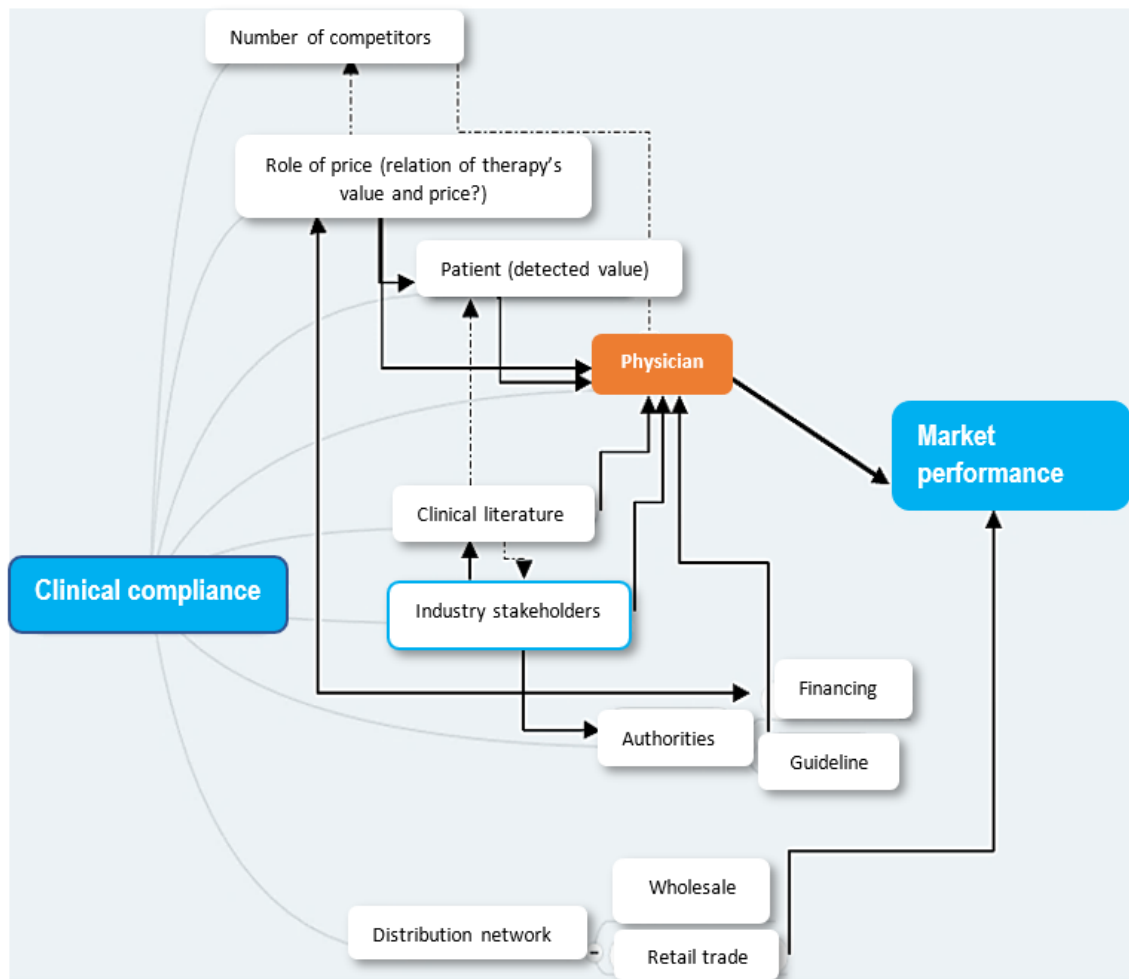 Number of competitors
Role of price (relation of therapy's
value and price?)
Patient (detected value)
Physician
Market
performance
Clinical literature
Clinical compliance
Industry stakeholders
Financing
Authorities
Guideline
Wholesale
Distribution network
Retail trade